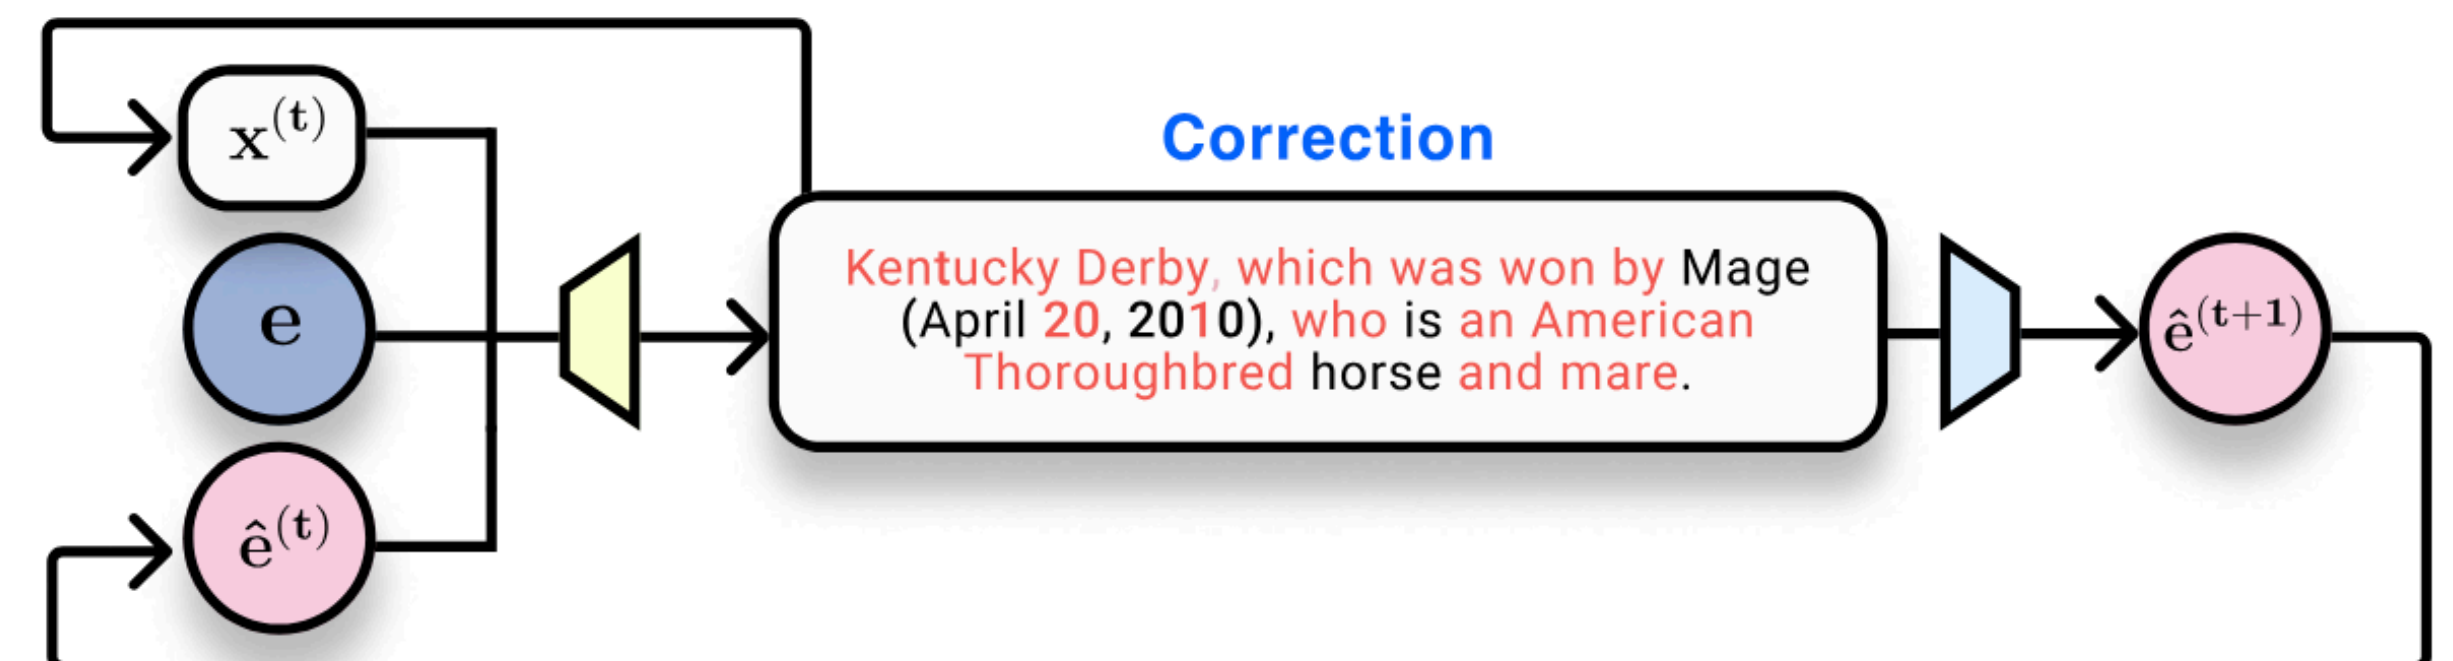 x^(t)
Correction
Kentucky Derby, which was won by Mage
(April 20, 2010), who is an American
Thoroughbred horse and mare.
e
ê^(t+1)
ê^(t)